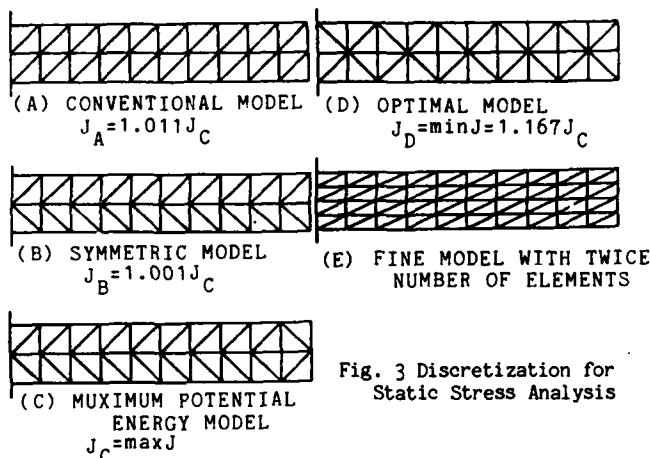 (A) CONVENTIONAL MODEL
J_A=1.011J_C
(B) SYMMETRIC MODEL
J_B=1.001J_C
(C) MUXIMUM POTENTIAL
ENERGY MODEL
J_C=maxJ
(D) OPTIMAL MODEL
J_D=minJ=1.167J_C
(E) FINE MODEL WITH TWICE
NUMBER OF ELEMENTS
Fig. 3 Discretization for
Static Stress Analysis